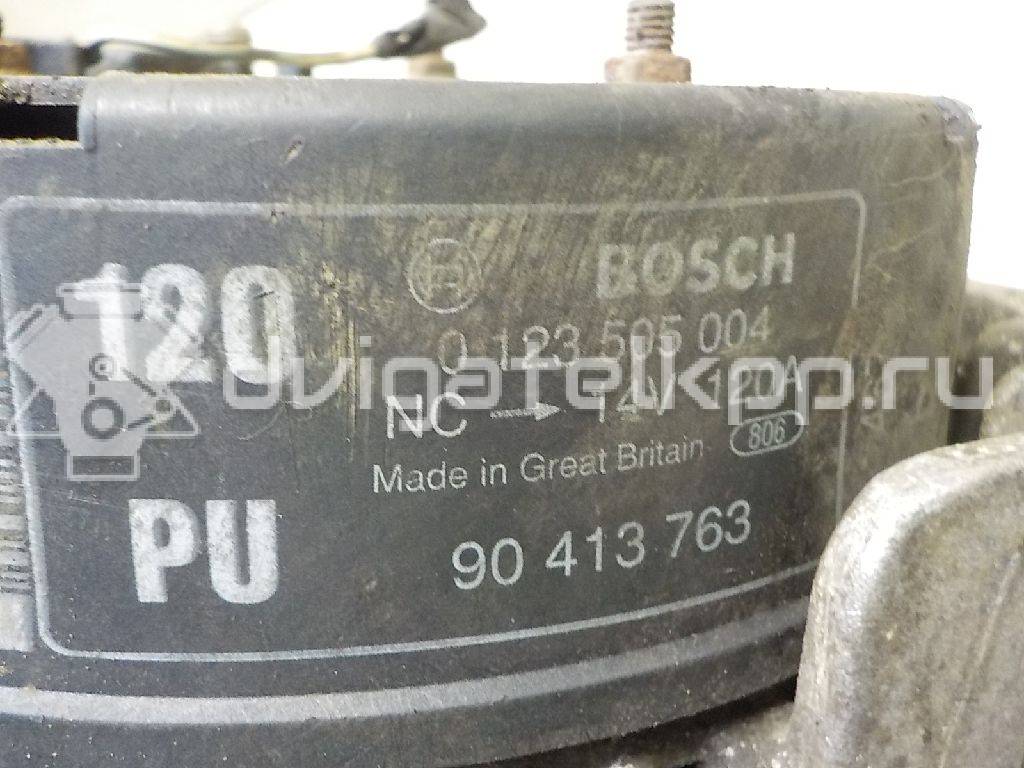 120
BOSCH
0 123 505 004
NC 14V 120A
Made in Great Britain 806
PU
90 413 763
dvigatelkpp.ru